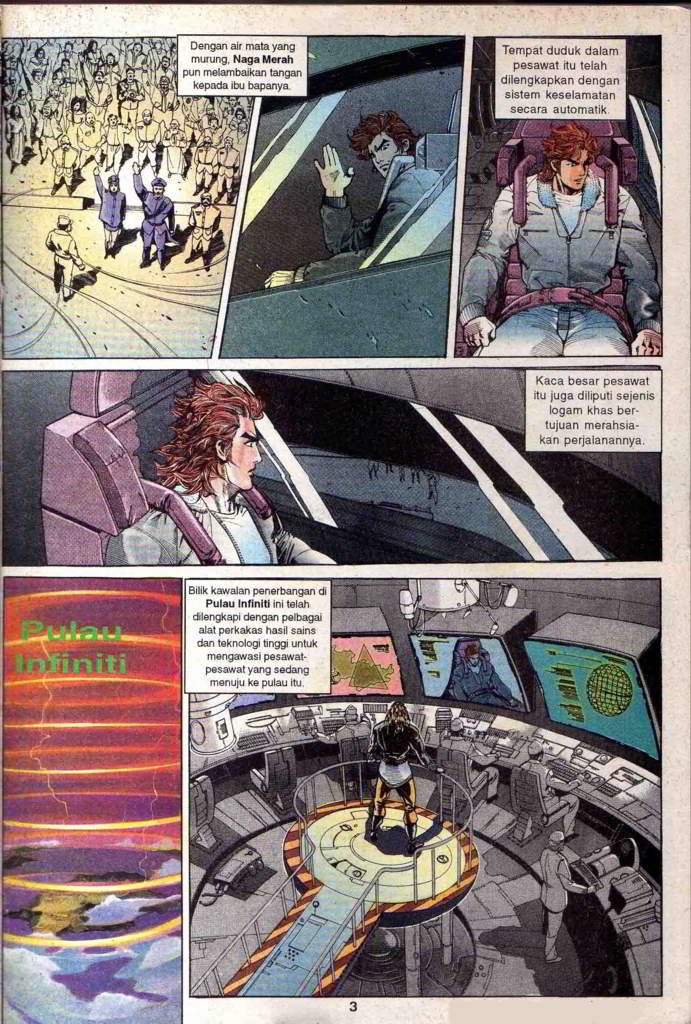 Dengan air mata yang
murung, Naga Merah
pun melambaikan tangan
kepada ibu bapanya.
Tempat duduk dalam
pesawat itu telah
dilengkapkan dengan
sistem keselamatan
secara automatik.
Kaca besar pesawat
itu juga diliputi sejenis
logam khas ber-
tujuan merahsia-
kan perjalanannya.
Pulau
Infiniti
Bilik kawalan penerbangan di
Pulau Infiniti ini telah
dilengkapi dengan pelbagai
alat perkakas hasil sains
dan teknologi tinggi untuk
mengawasi pesawat-
pesawat yang sedang
menuju ke pulau itu.
3